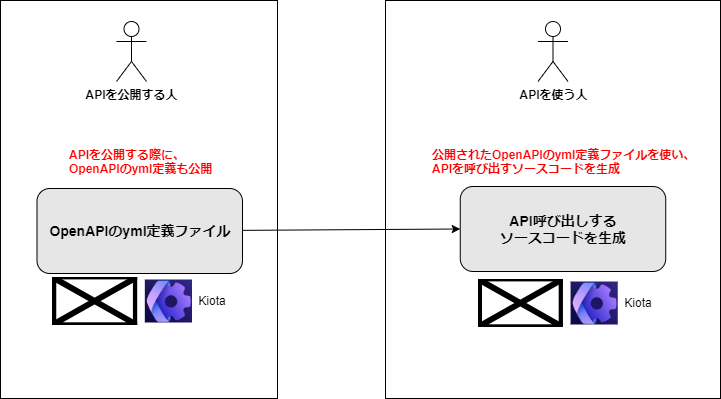 APIを公開する人
APIを公開する際に、
OpenAPIのyml定義も公開
OpenAPIのyml定義ファイル
Kiota
APIを使う人
公開されたOpenAPIのyml定義ファイルを使い、
APIを呼び出すソースコードを生成
API呼び出しする
ソースコードを生成
Kiota